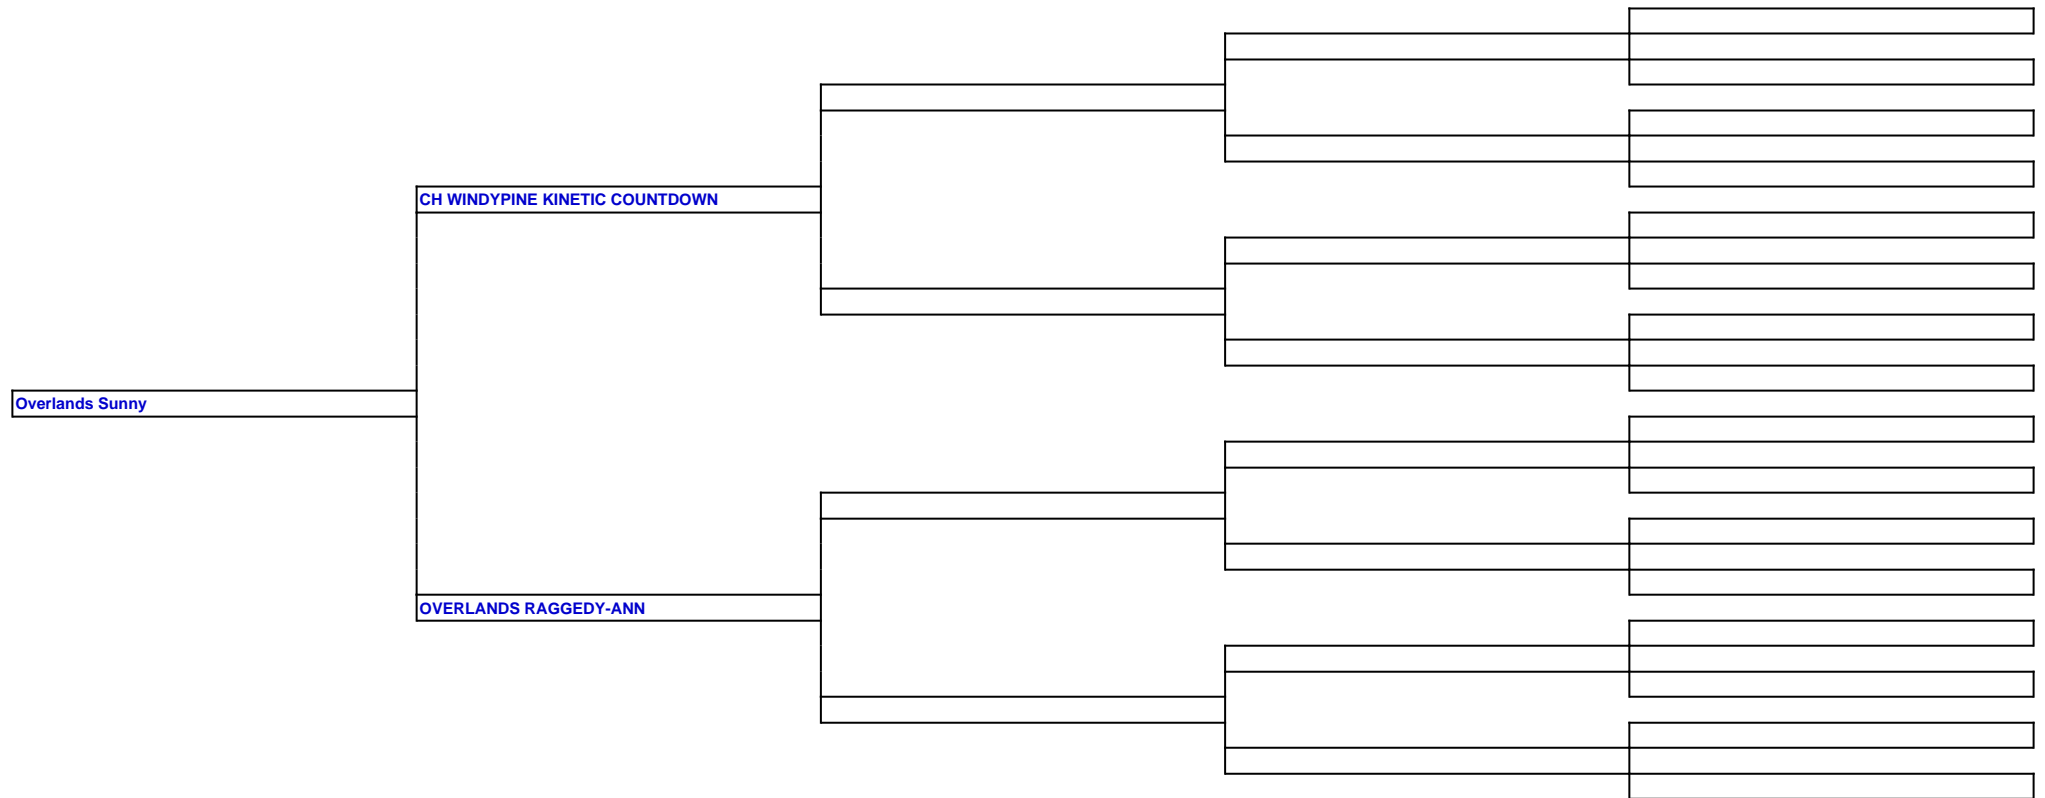 CH WINDYPINE KINETIC COUNTDOWN
Overlands Sunny
OVERLANDS RAGGEDY-ANN